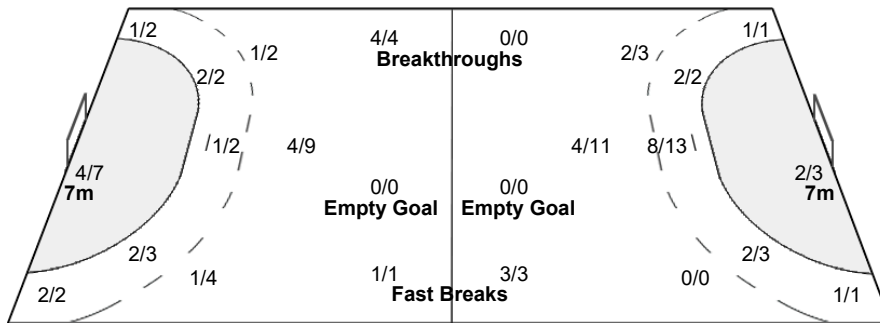 1/2 4/4 0/0 1/1
1/2 2/3
Breakthroughs
2/2 2/2
1/2 4/9 4/11 8/13
4/7 2/3
7m 0/0 0/0 7m
Empty Goal Empty Goal
2/3 2/3
1/4 1/1 3/3 0/0
2/2 Fast Breaks 1/1